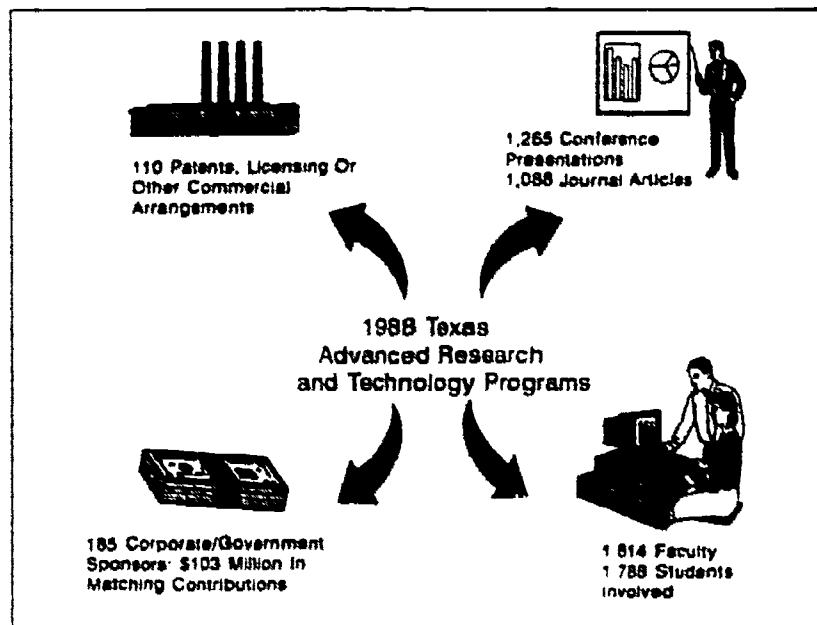 110 Patents, Licensing Or
Other Commercial
Arrangements
1,265 Conference
Presentations
1,088 Journal Articles
1988 Texas
Advanced Research
and Technology Programs
185 Corporate/Government
Sponsors: $103 Million In
Matching Contributions
1 814 Faculty
1 788 Students
Involved